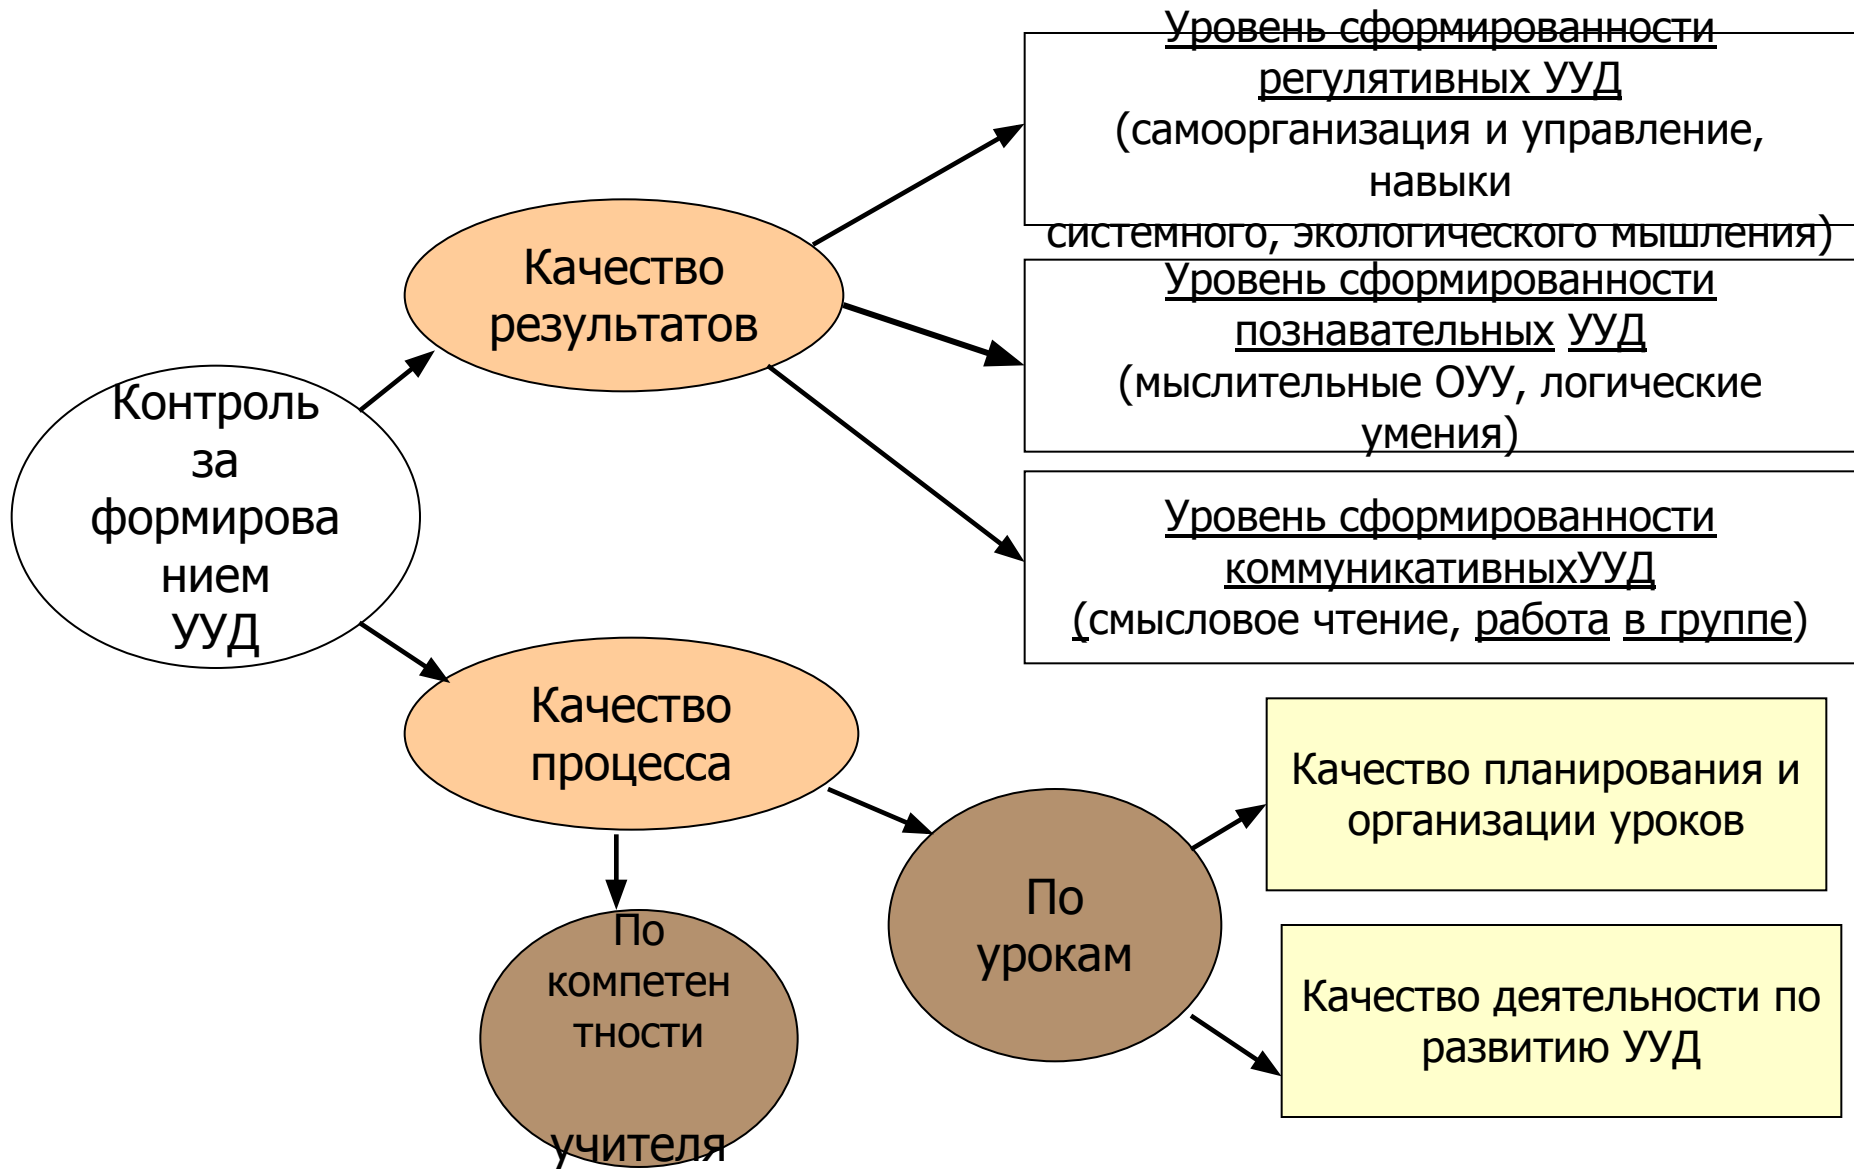 Уровень сформированности
регулятивных УУД
(самоорганизация и управление,
навыки
системного, экологического мышления)
Качество
результатов
Уровень сформированности
познавательных УУД
(мыслительные ОУУ, логические
умения)
Контроль
за
формирова
нием
УУД
Уровень сформированности
коммуникативныхУУД
(смысловое чтение, работа в группе)
Качество
процесса
Качество планирования и
организации уроков
По
урокам
По
компетен
тности
учителя
Качество деятельности по
развитию УУД